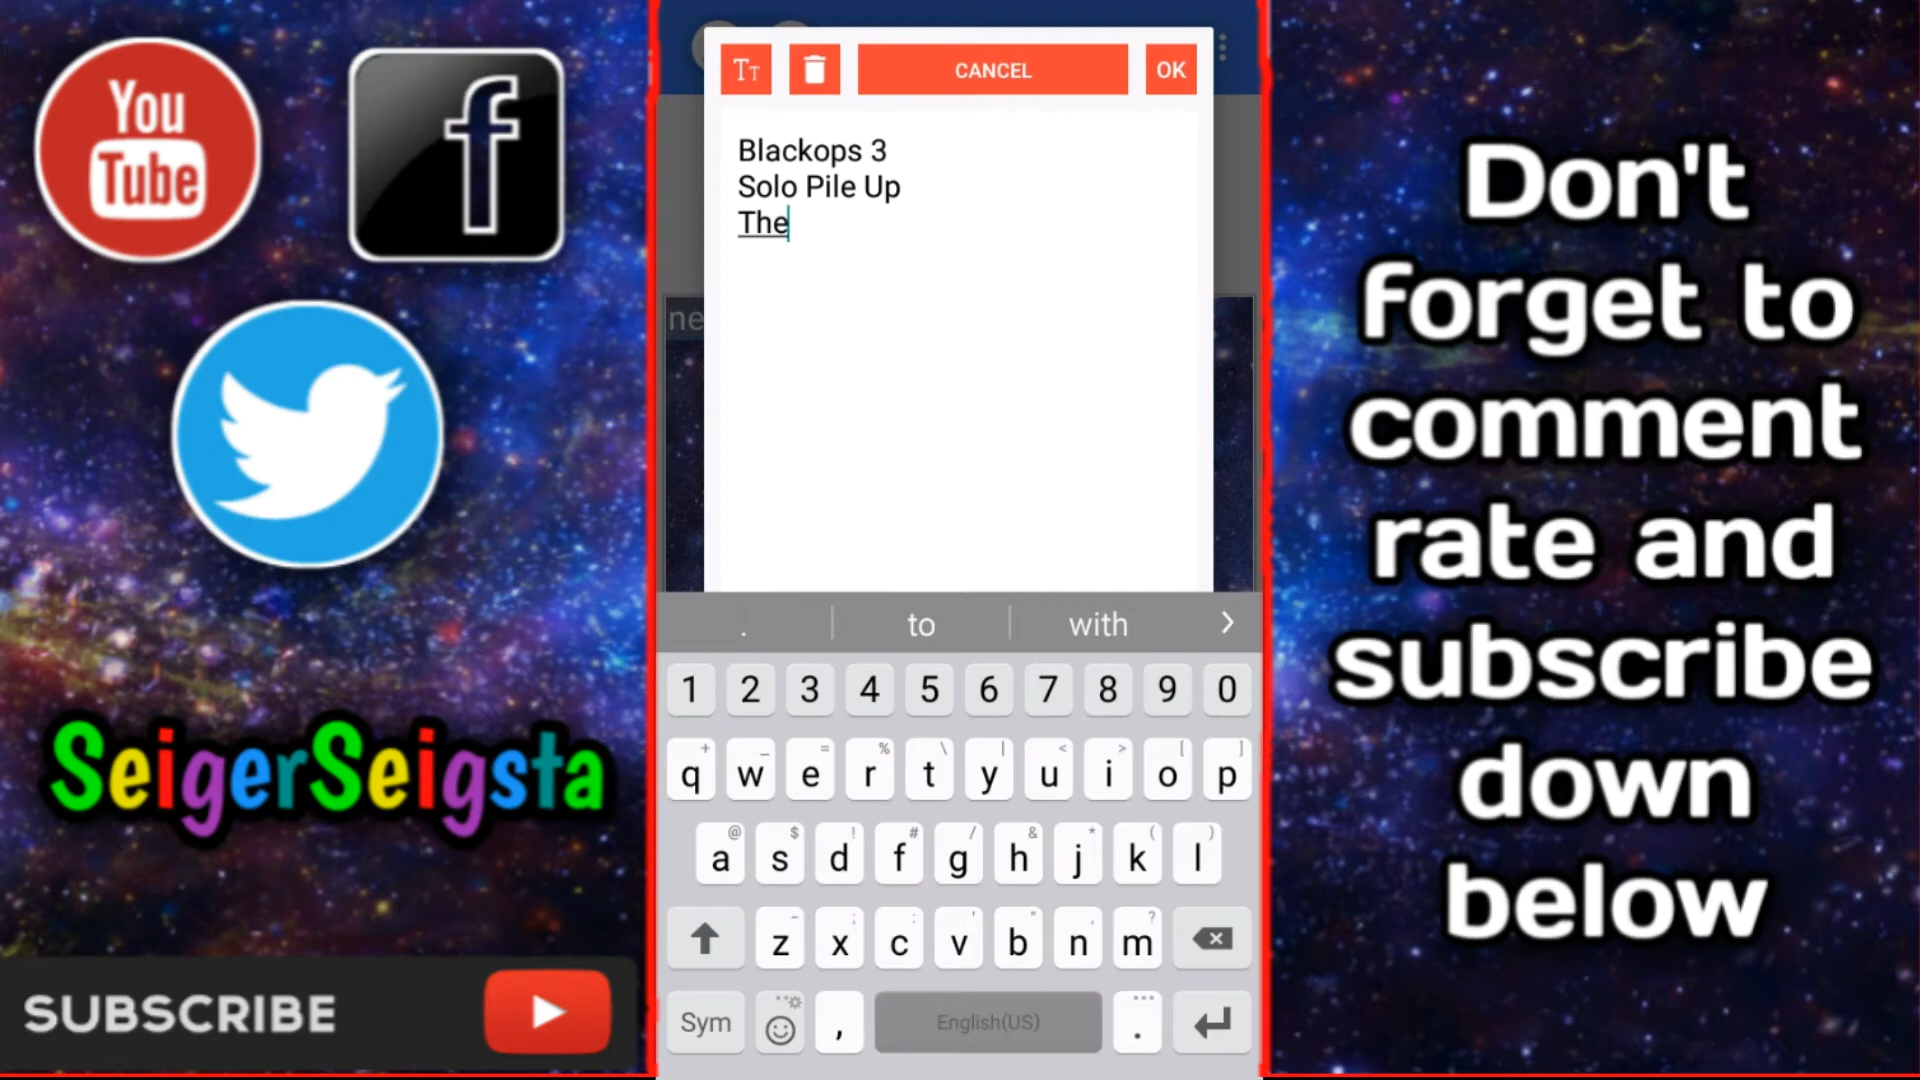 You
Tube
f
SeigerSeigsta
SUBSCRIBE
Tт
CANCEL
OK
Blackops 3
Solo Pile Up
The
ne
. to with >
1 2 3 4 5 6 7 8 9 0
+ _ = % \ | < > [ ]
q w e r t y u i o p
@ $ ! # / & * ( )
a s d f g h j k l
- ; : ' " , ?
z x c v b n m
Sym , English(US) .
Don't
forget to
comment
rate and
subscribe
down
below